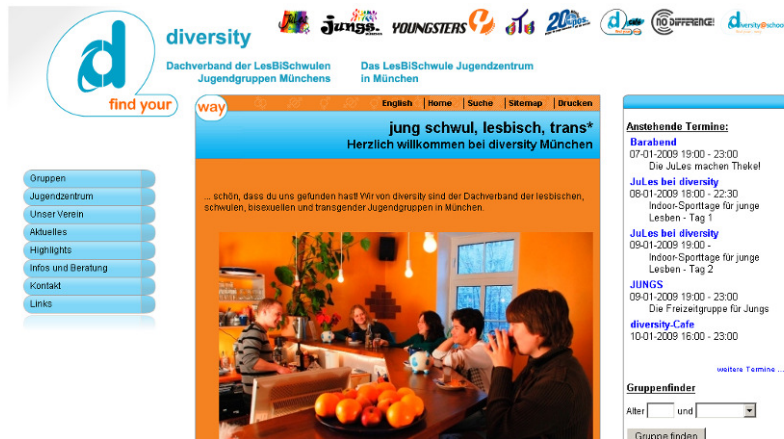 diversity
JuLes
Jungs.
YOUNGSTERS
20plus.
NO DIFFERENCE!
diversity@school
Dachverband der LesBiSchwulen
Jugendgruppen Münchens
Das LesBiSchwule Jugendzentrum
in München
d
find your way
English | Home | Suche | Sitemap | Drucken
jung schwul, lesbisch, trans*
Herzlich willkommen bei diversity München
Gruppen
Jugendzentrum
Unser Verein
Aktuelles
Highlights
Infos und Beratung
Kontakt
Links
... schön, dass du uns gefunden hast! Wir von diversity sind der Dachverband der lesbischen,
schwulen, bisexuellen und transgender Jugendgruppen in München.
Anstehende Termine:
Barabend
07-01-2009 19:00 - 23:00
Die JuLes machen Theke!
JuLes bei diversity
08-01-2009 18:00 - 22:30
Indoor-Sporttage für junge
Lesben - Tag 1
JuLes bei diversity
09-01-2009 19:00 -
Indoor-Sporttage für junge
Lesben - Tag 2
JUNGS
09-01-2009 19:00 - 23:00
Die Freizeitgruppe für Jungs
diversity-Cafe
10-01-2009 16:00 - 23:00
weitere Termine ...
Gruppenfinder
Alter und
Gruppe finden